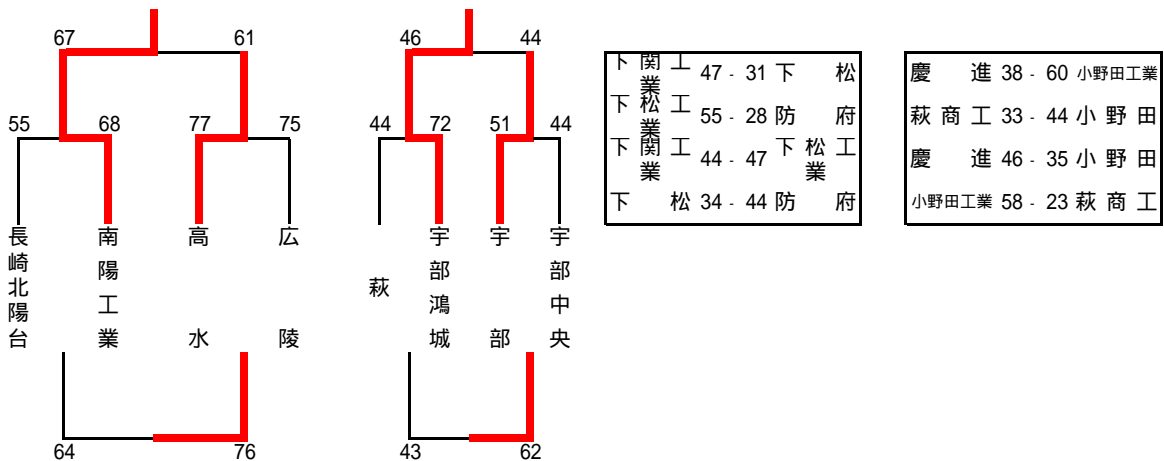 67 61
55 68 77 75
長崎北陽台
南陽工業
高水
広陵
64 76
46 44
44 72 51 44
萩
宇部鴻城
宇部
宇部中央
43 62
下関工業 47 - 31 下松
下松工業 55 - 28 防府
下関工業 44 - 47 下松工業
下松 34 - 44 防府
慶進 38 - 60 小野田工業
萩商工 33 - 44 小野田
慶進 46 - 35 小野田
小野田工業 58 - 23 萩商工